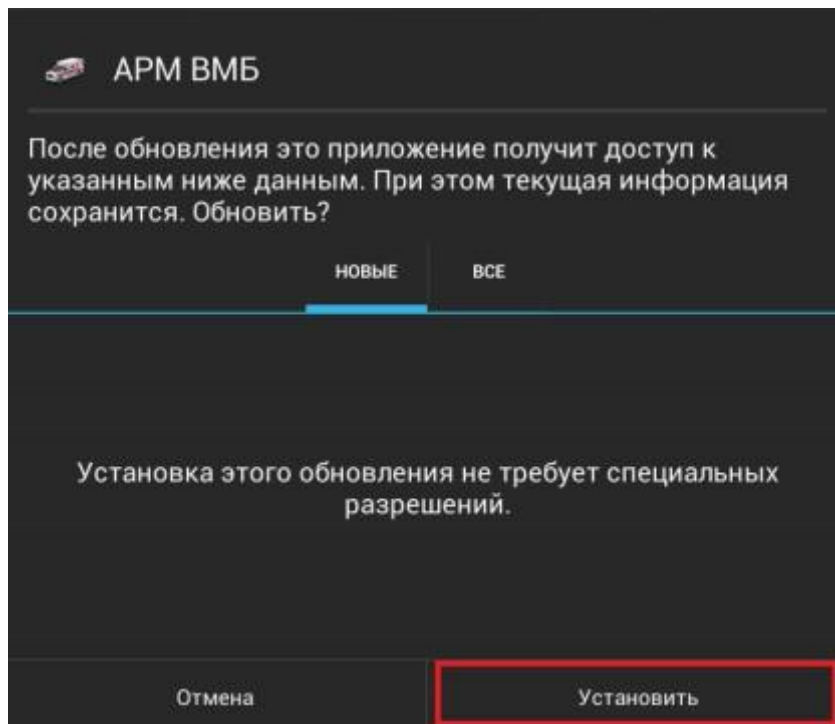 АРМ ВМБ
После обновления это приложение получит доступ к
указанным ниже данным. При этом текущая информация
сохранится. Обновить?
НОВЫЕ ВСЕ
Установка этого обновления не требует специальных
разрешений.
Отмена Установить